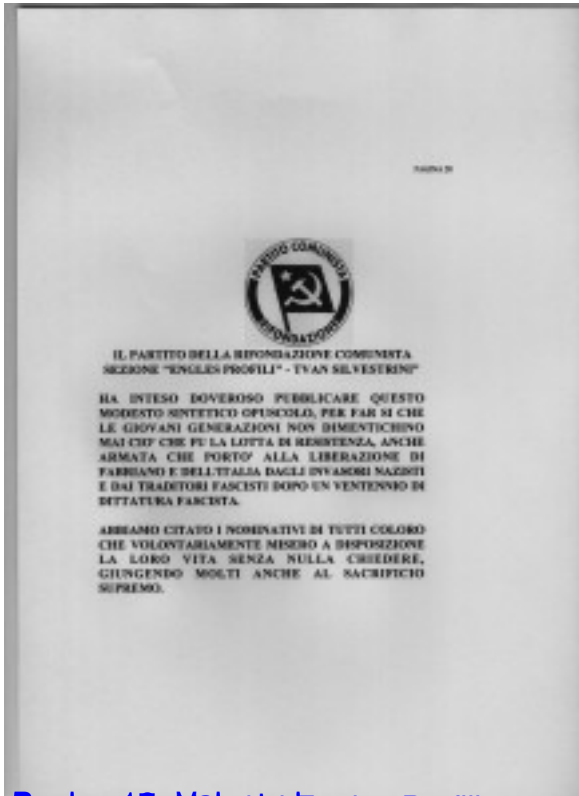 PAGINA 20
PARTITO COMUNISTA
RIFONDAZIONE
IL PARTITO DELLA RIFONDAZIONE COMUNISTA
SEZIONE "ENGLES PROFILI" - TVAN SILVESTRINI"
HA INTESO DOVEROSO PUBBLICARE QUESTO
MODESTO SINTETICO OPUSCOLO, PER FAR SI CHE
LE GIOVANI GENERAZIONI NON DIMENTICHINO
MAI CIO' CHE FU LA LOTTA DI RESISTENZA, ANCHE
ARMATA CHE PORTO' ALLA LIBERAZIONE DI
FABRIANO E DELL'ITALIA DAGLI INVASORI NAZISTI
E DAI TRADITORI FASCISTI DOPO UN VENTENNIO DI
DITTATURA FASCISTA.
ABBIAMO CITATO I NOMINATIVI DI TUTTI COLORO
CHE VOLONTARIAMENTE MISERO A DISPOSIZIONE
LA LORO VITA SENZA NULLA CHIEDERE,
GIUNGENDO MOLTI ANCHE AL SACRIFICIO
SUPREMO.